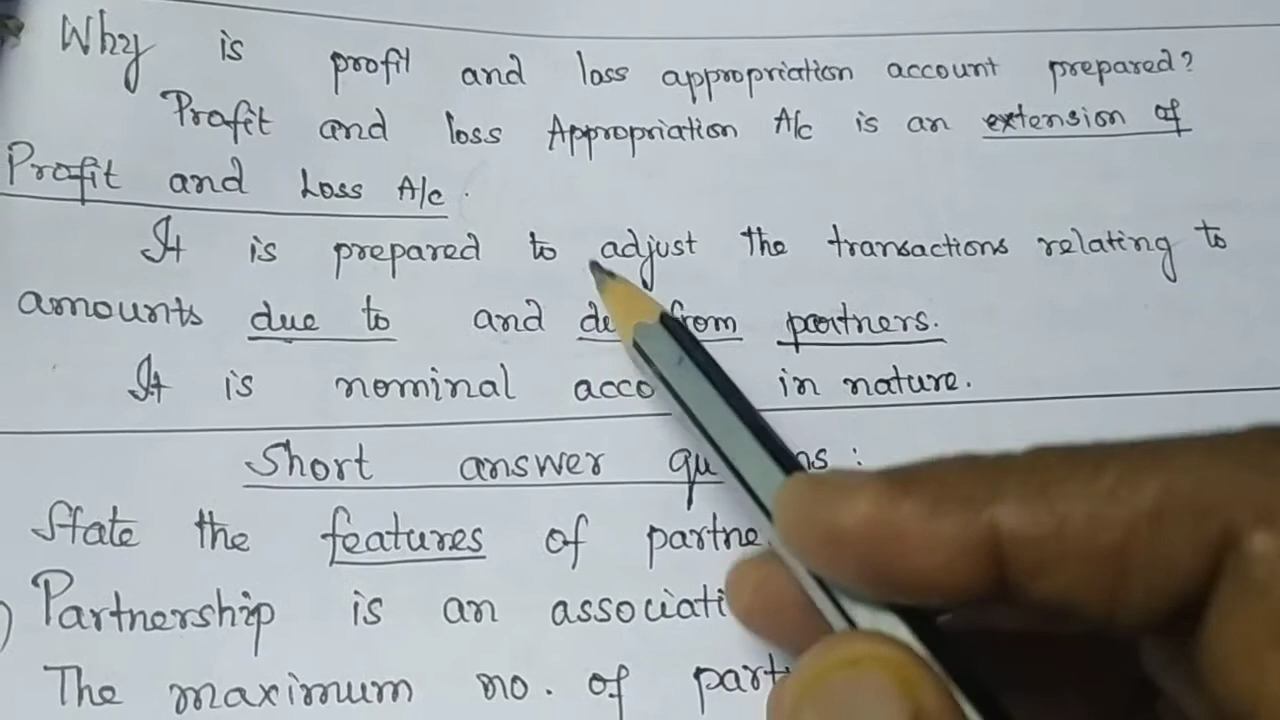 Why is profit and loss appropriation account prepared?
Profit and loss Appropriation A/c is an extension of
Profit and Loss A/c.
It is prepared to adjust the transactions relating to
amounts due to and from partners.
It is nominal in nature.
Short answer :
State the features of
Partnership is an
The maximum no. of